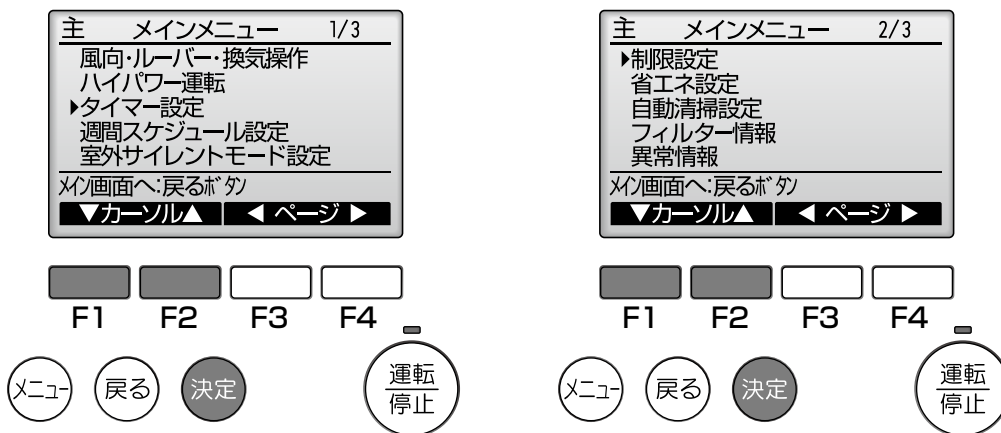 主 メインメニュー 1/3
風向・ルーバー・換気操作
ハイパワー運転
▶タイマー設定
週間スケジュール設定
室外サイレントモード設定
メイン画面へ:戻るボタン
▼カーソル▲ ◀ ページ ▶
F1 F2 F3 F4
メニュー 戻る 決定 運転
停止
主 メインメニュー 2/3
▶制限設定
省エネ設定
自動清掃設定
フィルター情報
異常情報
メイン画面へ:戻るボタン
▼カーソル▲ ◀ ページ ▶
F1 F2 F3 F4
メニュー 戻る 決定 運転
停止